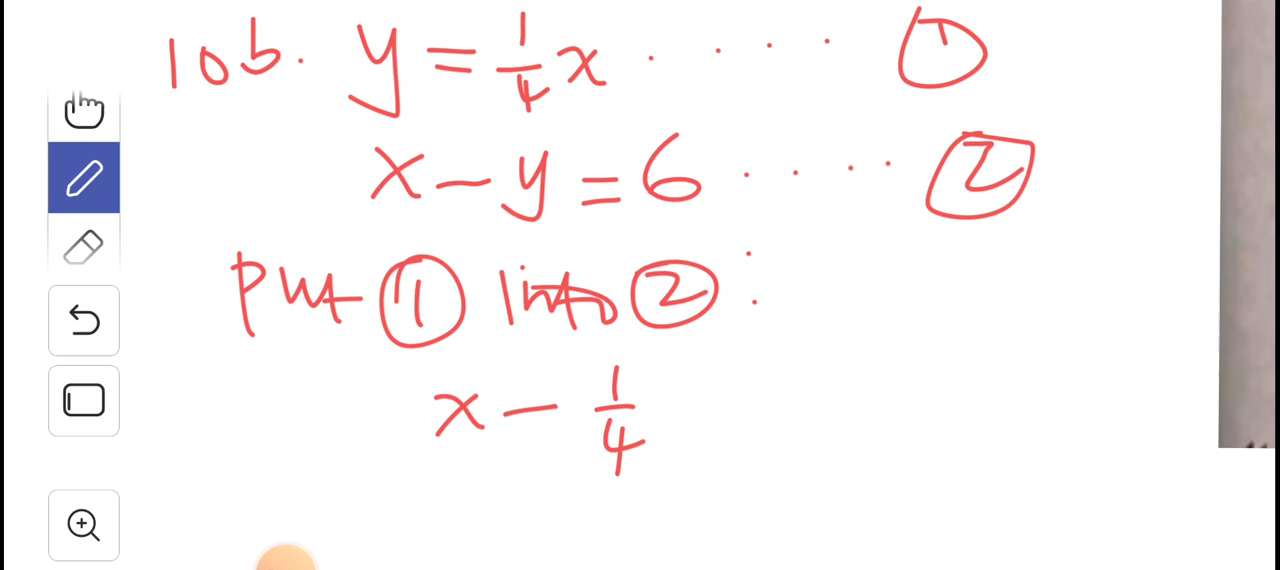 10b. y = 1/4 x . . . . ①
x - y = 6 . . . . ②
Put ① into ② :
x - 1/4